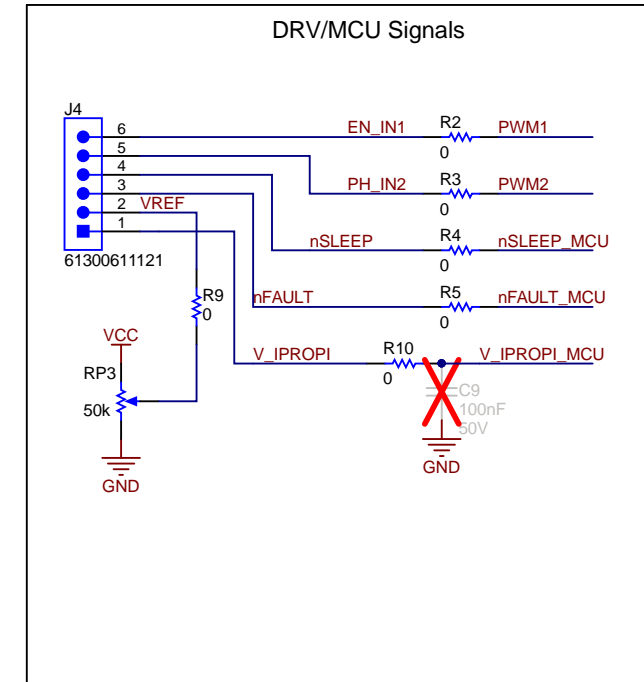 DRV/MCU Signals
J4
6
EN_IN1
R2
0
PWM1
5
PH_IN2
R3
0
PWM2
4
nSLEEP
R4
0
nSLEEP_MCU
3
nFAULT
R5
0
nFAULT_MCU
2
VREF
1
61300611121
R9
0
V_IPROPI
R10
0
V_IPROPI_MCU
VCC
RP3
50k
GND
C9
100nF
50V
GND